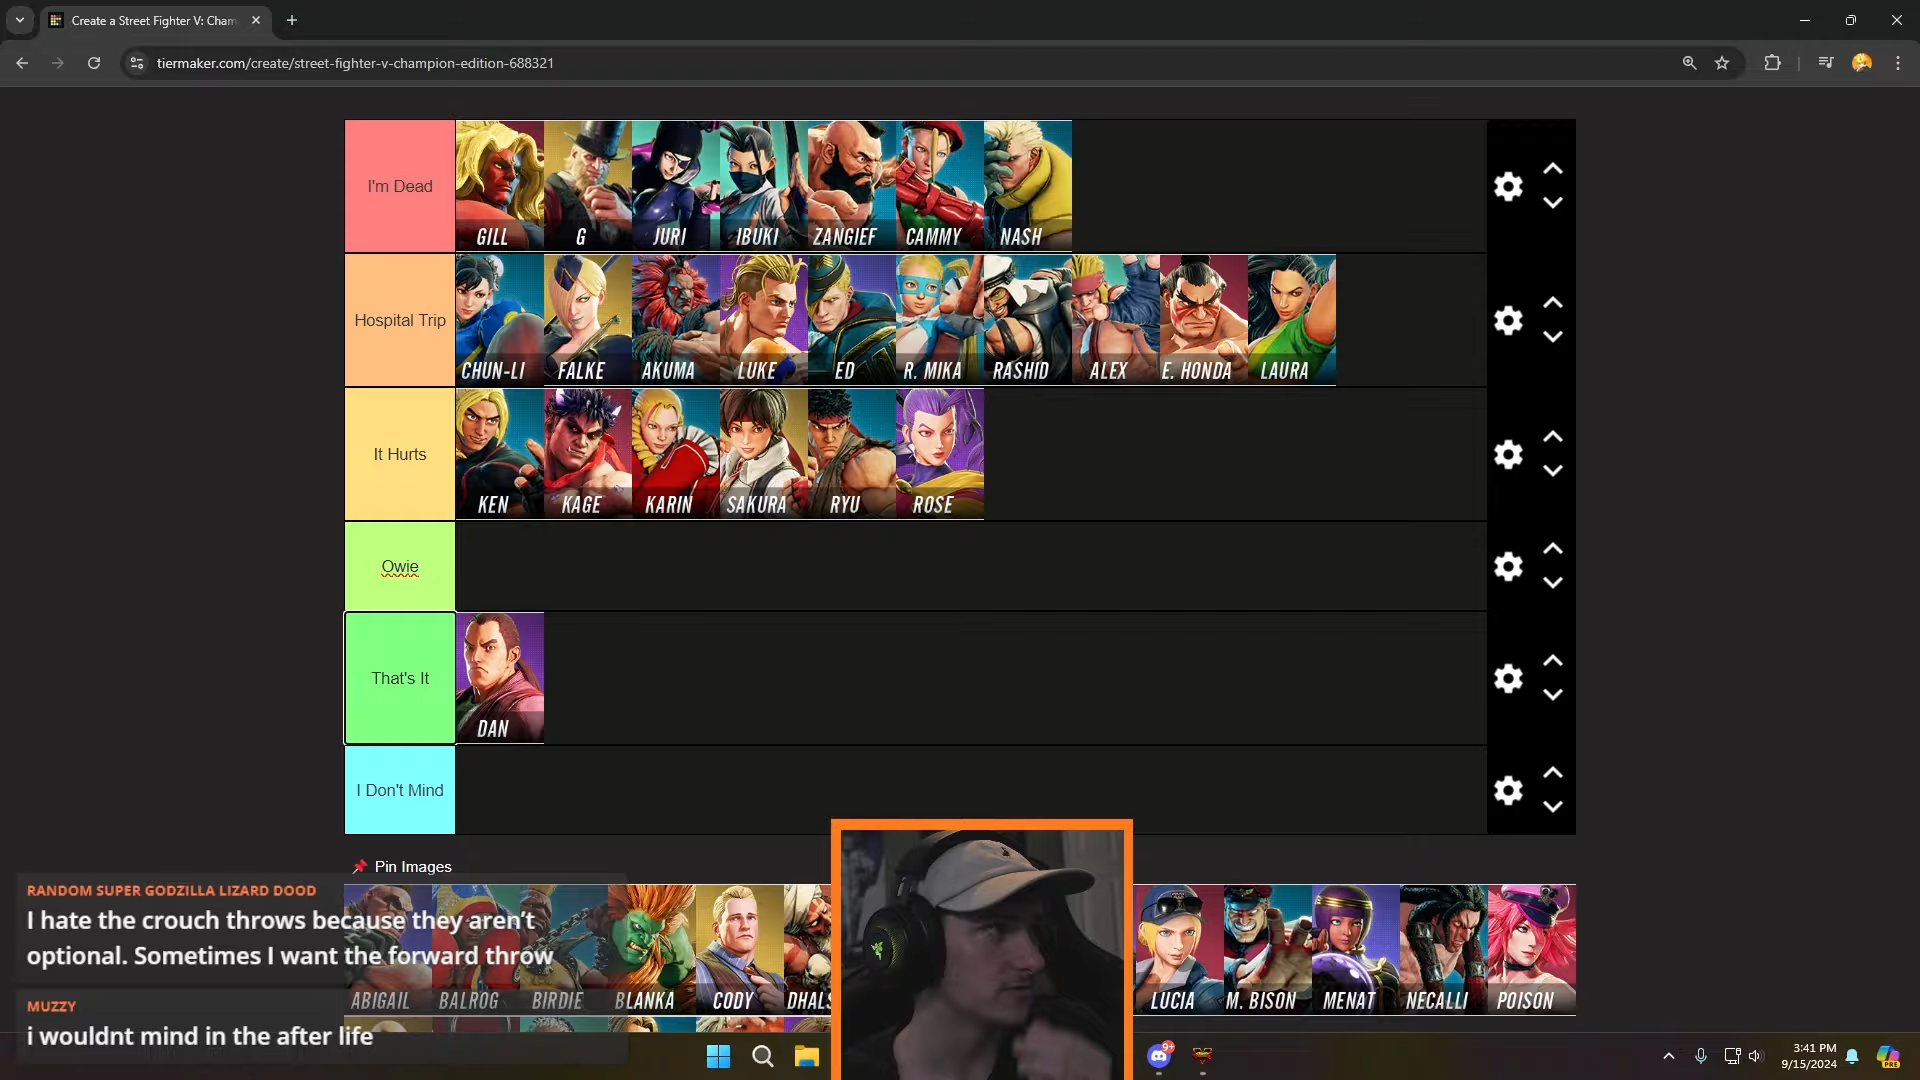 Create a Street Fighter V: Cham
tiermaker.com/create/street-fighter-v-champion-edition-688321
I'm Dead
GILL G JURI IBUKI ZANGIEF CAMMY NASH
Hospital Trip
CHUN-LI FALKE AKUMA LUKE ED R. MIKA RASHID ALEX E. HONDA LAURA
It Hurts
KEN KAGE KARIN SAKURA RYU ROSE
Owie
That's It
DAN
I Don't Mind
Pin Images
RANDOM SUPER GODZILLA LIZARD DOOD
I hate the crouch throws because they aren't
optional. Sometimes I want the forward throw
ABIGAIL BALROG BIRDIE BLANKA CODY DHALS LUCIA M. BISON MENAT NECALLI POISON
MUZZY
i wouldnt mind in the after life
9+
3:41 PM
9/15/2024
PRE